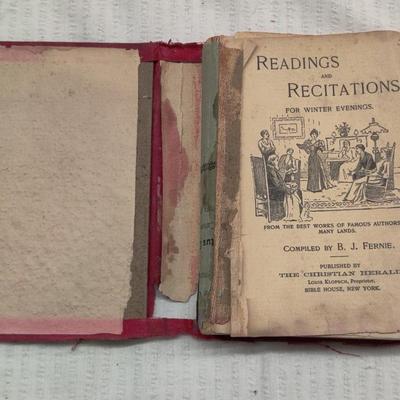 READINGS
AND
RECITATIONS
FOR WINTER EVENINGS.
FROM THE BEST WORKS OF FAMOUS AUTHORS
MANY LANDS.
COMPILED BY B. J. FERNIE.
PUBLISHED BY
THE CHRISTIAN HERALD
LOUIS KLOPSCH, Proprietor,
BIBLE HOUSE, NEW YORK.